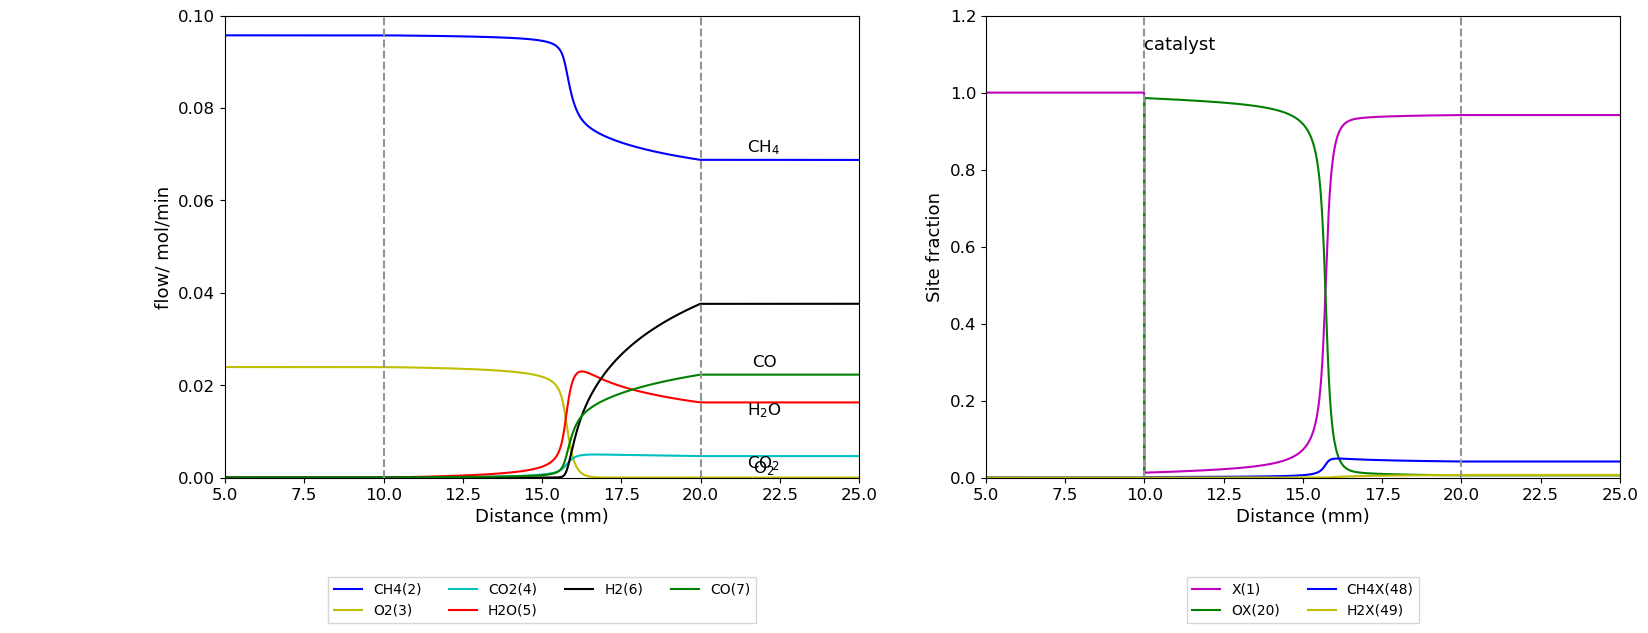 0.10
0.08
0.06
0.04
0.02
0.00
flow/ mol/min
CH₄
CO
H₂O
CO₂
O₂
5.0 7.5 10.0 12.5 15.0 17.5 20.0 22.5 25.0
Distance (mm)
CH4(2) CO2(4) H2(6) CO(7)
O2(3) H2O(5)
1.2
1.0
0.8
0.6
0.4
0.2
0.0
Site fraction
catalyst
5.0 7.5 10.0 12.5 15.0 17.5 20.0 22.5 25.0
Distance (mm)
X(1) CH4X(48)
OX(20) H2X(49)